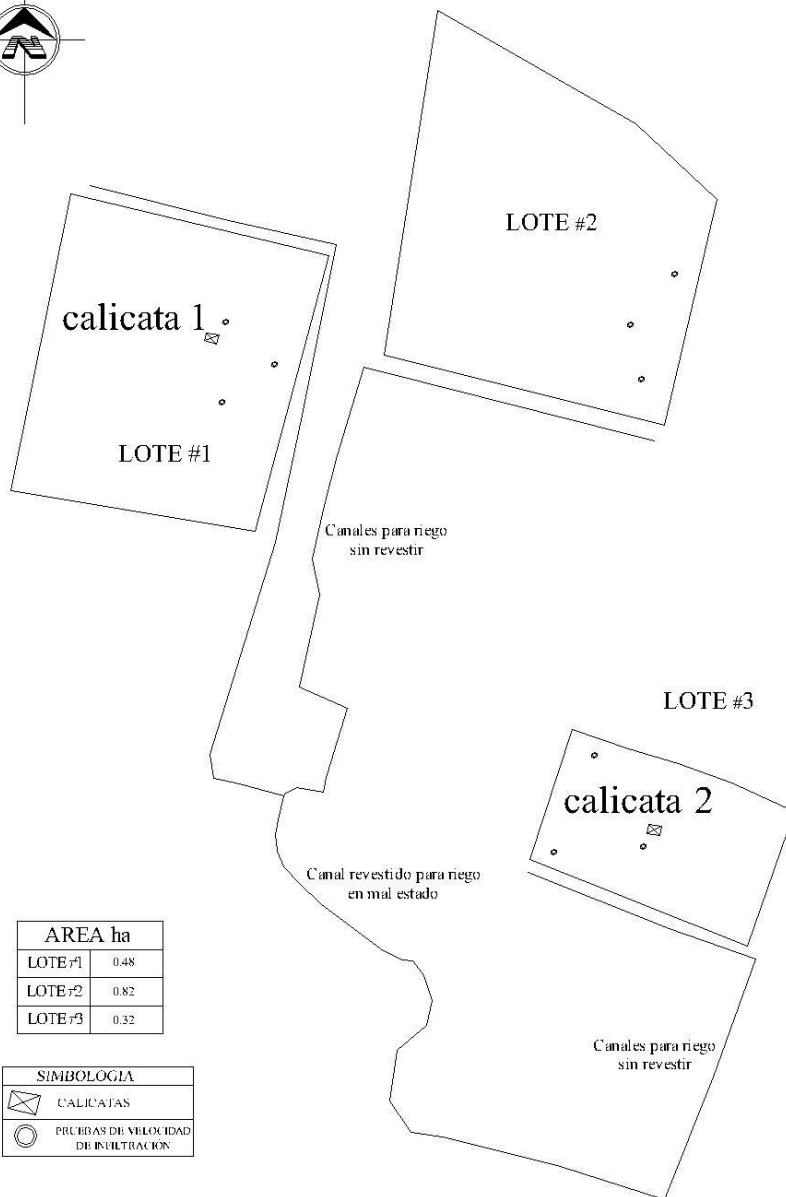 N
LOTE #2
calicata 1
LOTE #1
Canales para riego
sin revestir
LOTE #3
calicata 2
Canal revestido para riego
en mal estado
AREA ha
LOTE #1 0.48
LOTE #2 0.82
LOTE #3 0.32
Canales para riego
sin revestir
SIMBOLOGIA
CALICATAS
PRUEBAS DE VELOCIDAD
DE INFILTRACIÓN